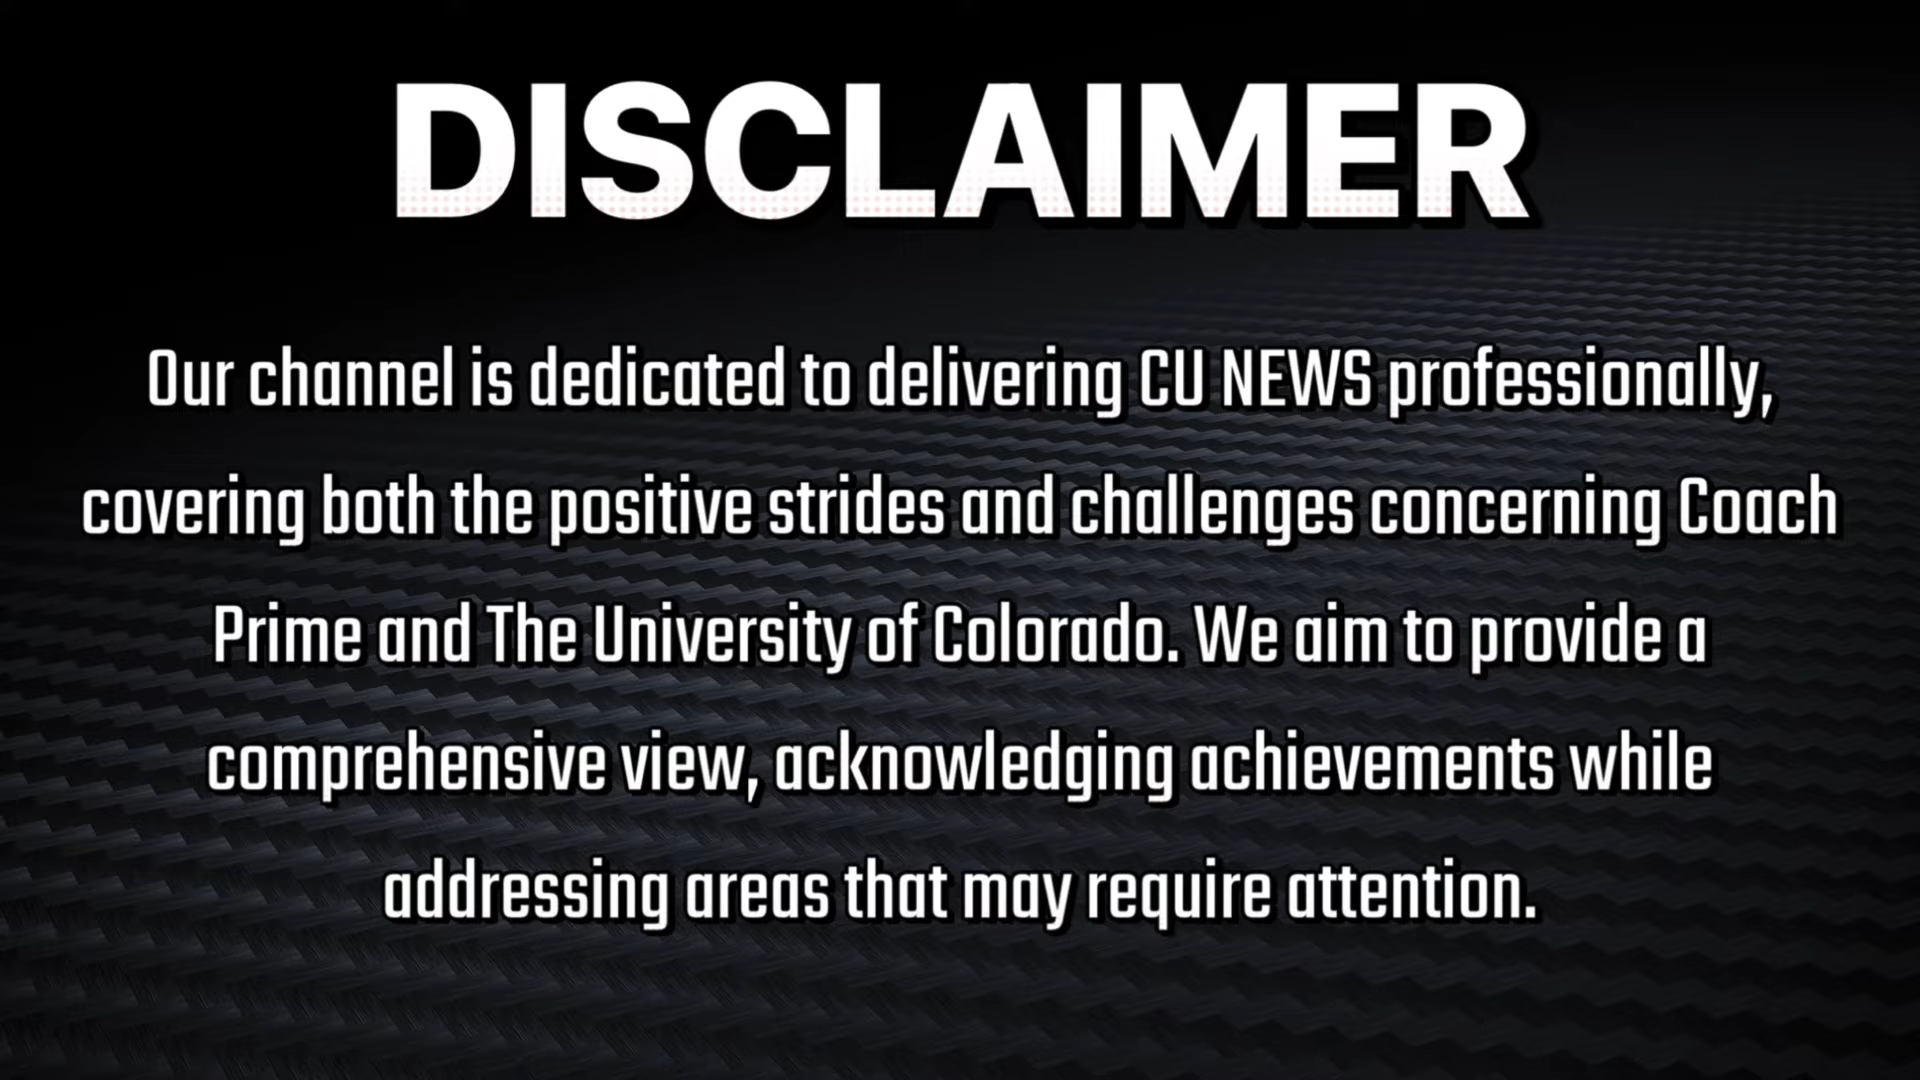 DISCLAIMER
Our channel is dedicated to delivering CU NEWS professionally,
covering both the positive strides and challenges concerning Coach
Prime and The University of Colorado. We aim to provide a
comprehensive view, acknowledging achievements while
addressing areas that may require attention.